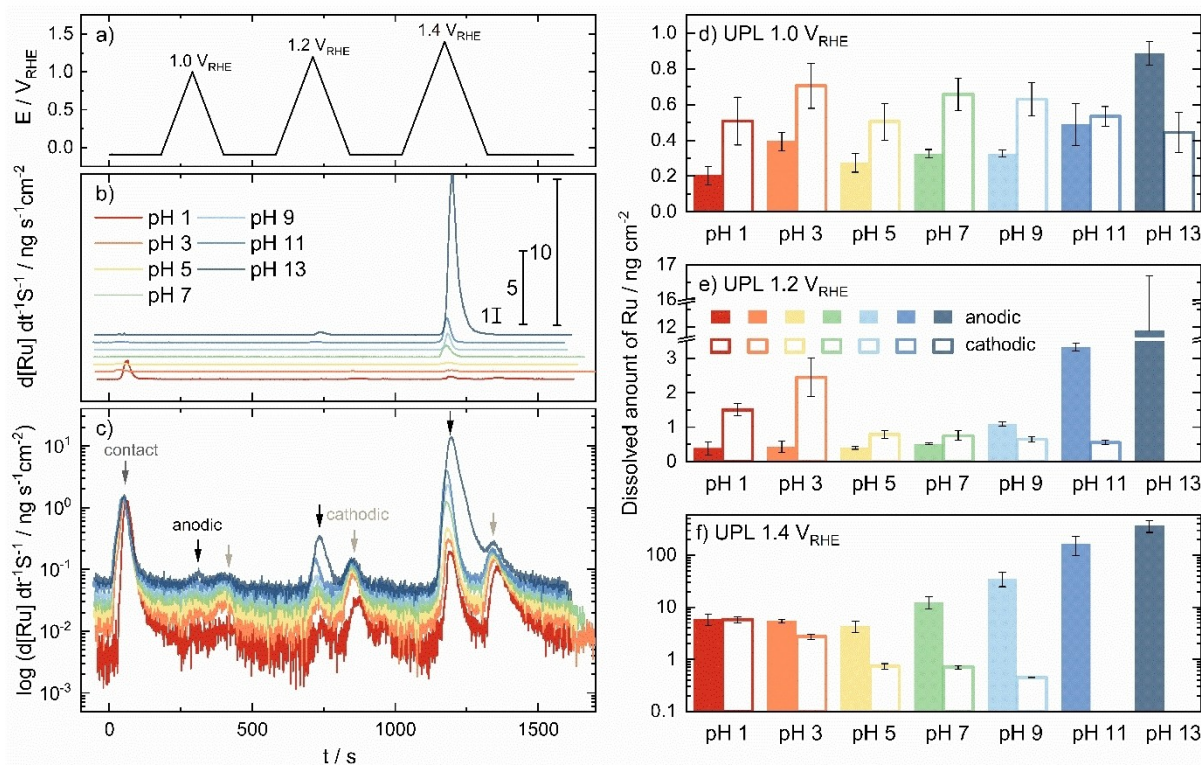 a)
1.0 V_RHE
1.2 V_RHE
1.4 V_RHE
E / V_RHE
1.5
1.0
0.5
0.0
b)
d[Ru] dt⁻¹S⁻¹ / ng s⁻¹cm⁻²
pH 1
pH 3
pH 5
pH 7
pH 9
pH 11
pH 13
1
5
10
c)
log (d[Ru] dt⁻¹S⁻¹ / ng s⁻¹cm⁻²)
10¹
10⁰
10⁻¹
10⁻²
10⁻³
contact
anodic
cathodic
0
500
1000
1500
t / s
Dissolved amount of Ru / ng cm⁻²
d) UPL 1.0 V_RHE
1.0
0.8
0.6
0.4
0.2
0.0
pH 1 pH 3 pH 5 pH 7 pH 9 pH 11 pH 13
e) UPL 1.2 V_RHE
anodic
cathodic
17
16
12
3
2
1
0
pH 1 pH 3 pH 5 pH 7 pH 9 pH 11 pH 13
f) UPL 1.4 V_RHE
100
10
1
0.1
pH 1 pH 3 pH 5 pH 7 pH 9 pH 11 pH 13